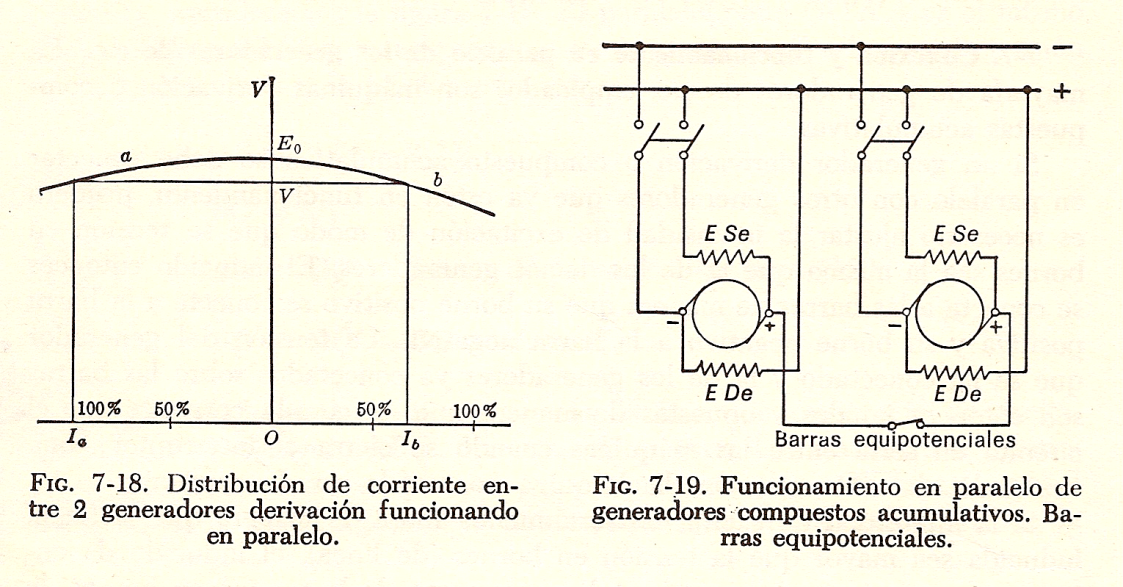 V
E₀
a
V
b
100% 50% 50% 100%
Iₐ O I_b
FIG. 7-18. Distribución de corriente en-
tre 2 generadores derivación funcionando
en paralelo.
−
+
E Se E Se
− + − +
E De E De
Barras equipotenciales
FIG. 7-19. Funcionamiento en paralelo de
generadores compuestos acumulativos. Ba-
rras equipotenciales.